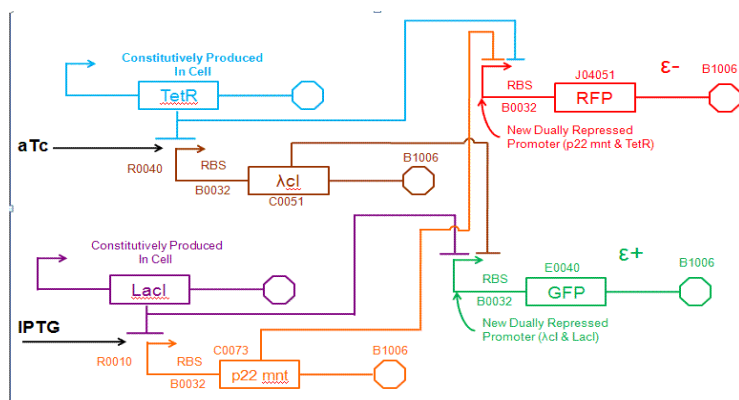 Constitutively Produced
In Cell
TetR
aTc
R0040
RBS
B0032
λcI
C0051
B1006
J04051
ε-
B1006
RBS
B0032
RFP
New Dually Repressed
Promoter (p22 mnt & TetR)
Constitutively Produced
In Cell
LacI
IPTG
R0010
RBS
B0032
C0073
p22 mnt
B1006
E0040
ε+
B1006
RBS
B0032
GFP
New Dually Repressed
Promoter (λcI & LacI)